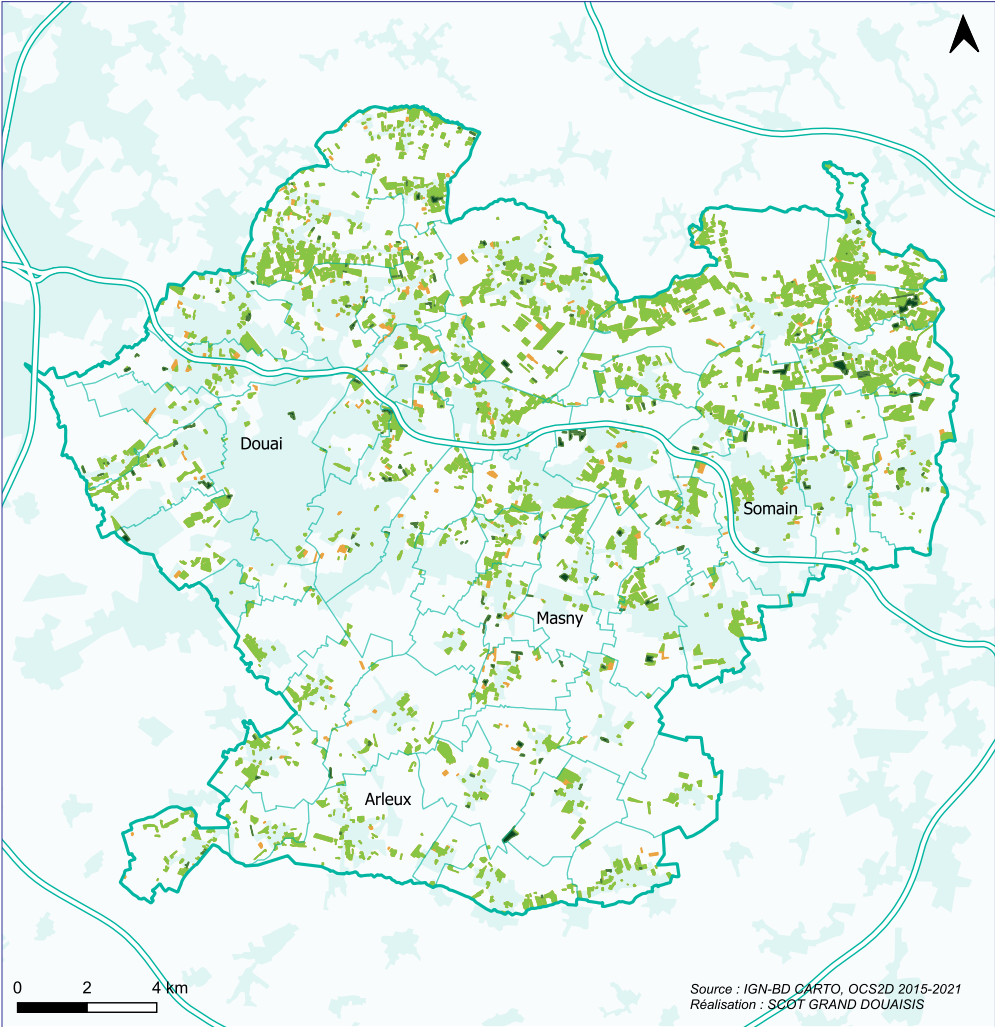 Douai
Somain
Masny
Arleux
0 2 4 km
Source : IGN-BD CARTO, OCS2D 2015-2021
Réalisation : SCOT GRAND DOUAISIS